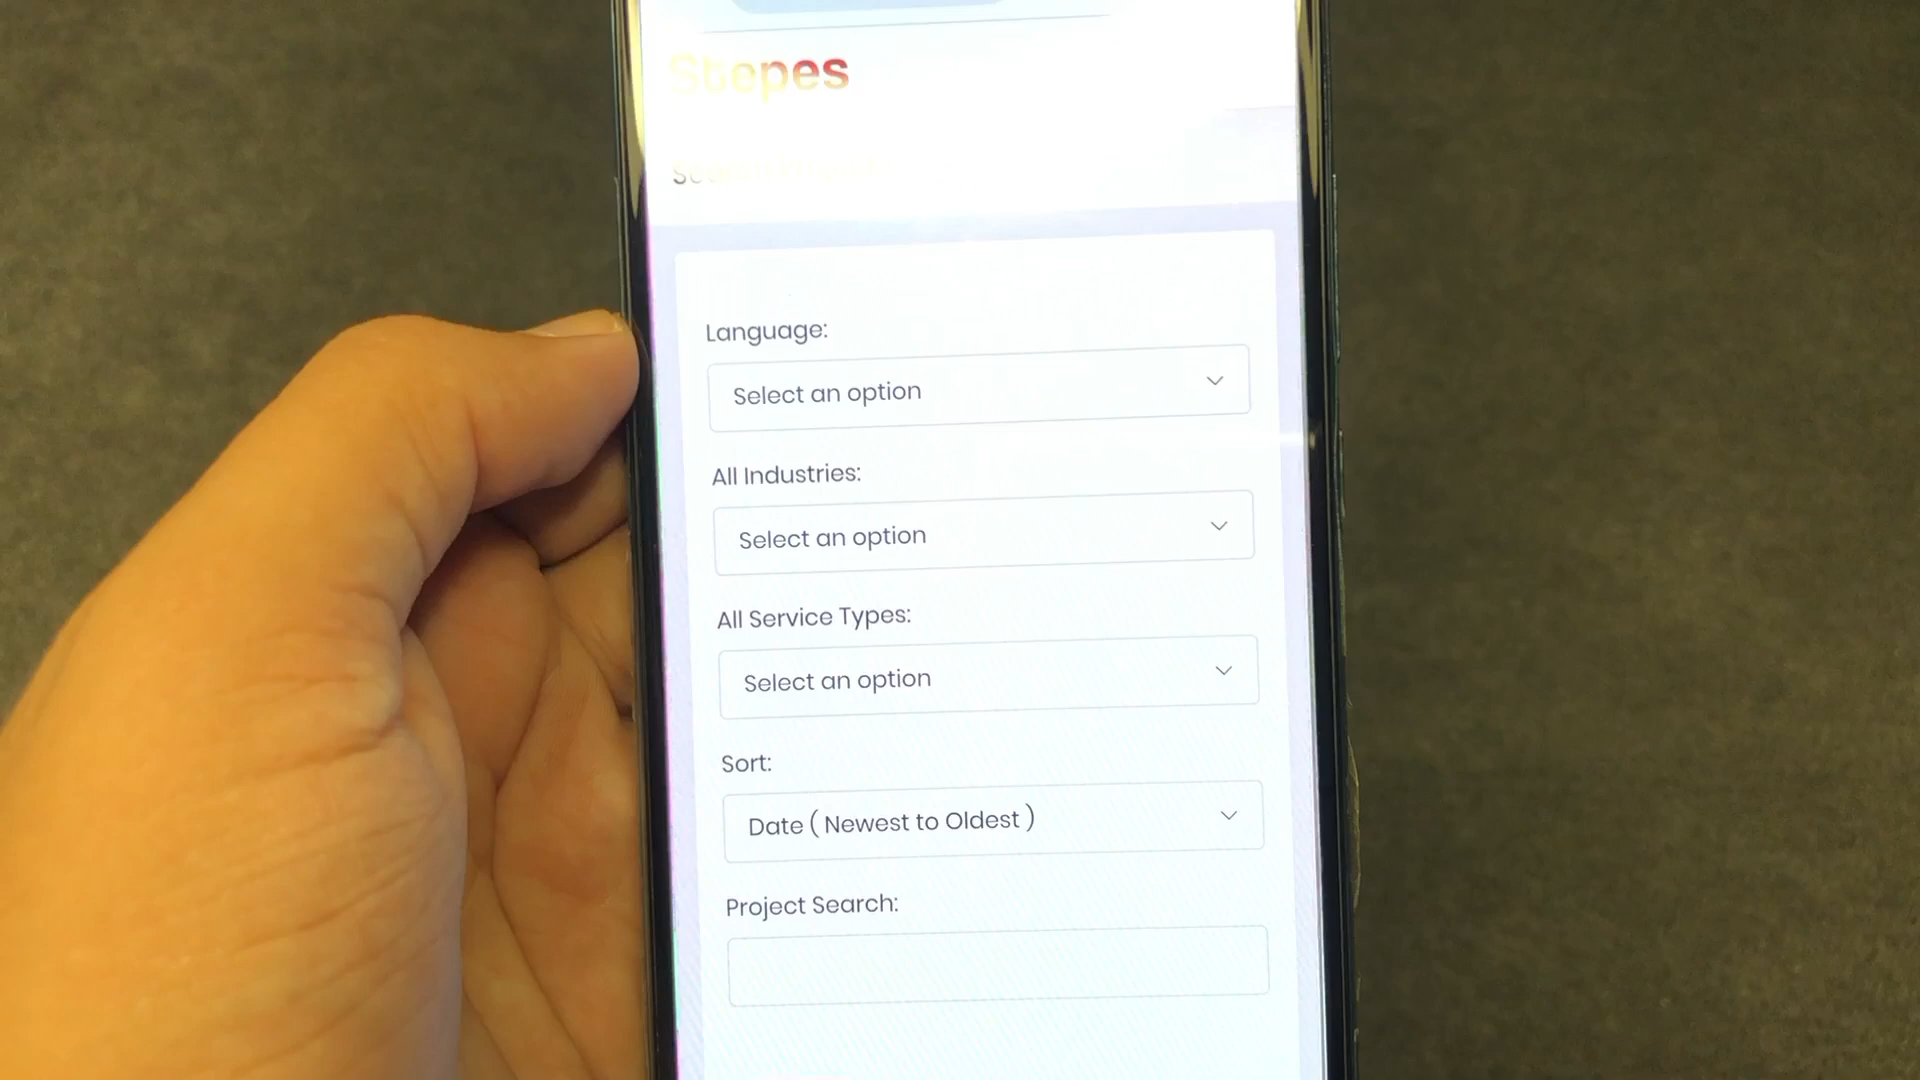 Stepes
Language:
Select an option
All Industries:
Select an option
All Service Types:
Select an option
Sort:
Date ( Newest to Oldest )
Project Search: